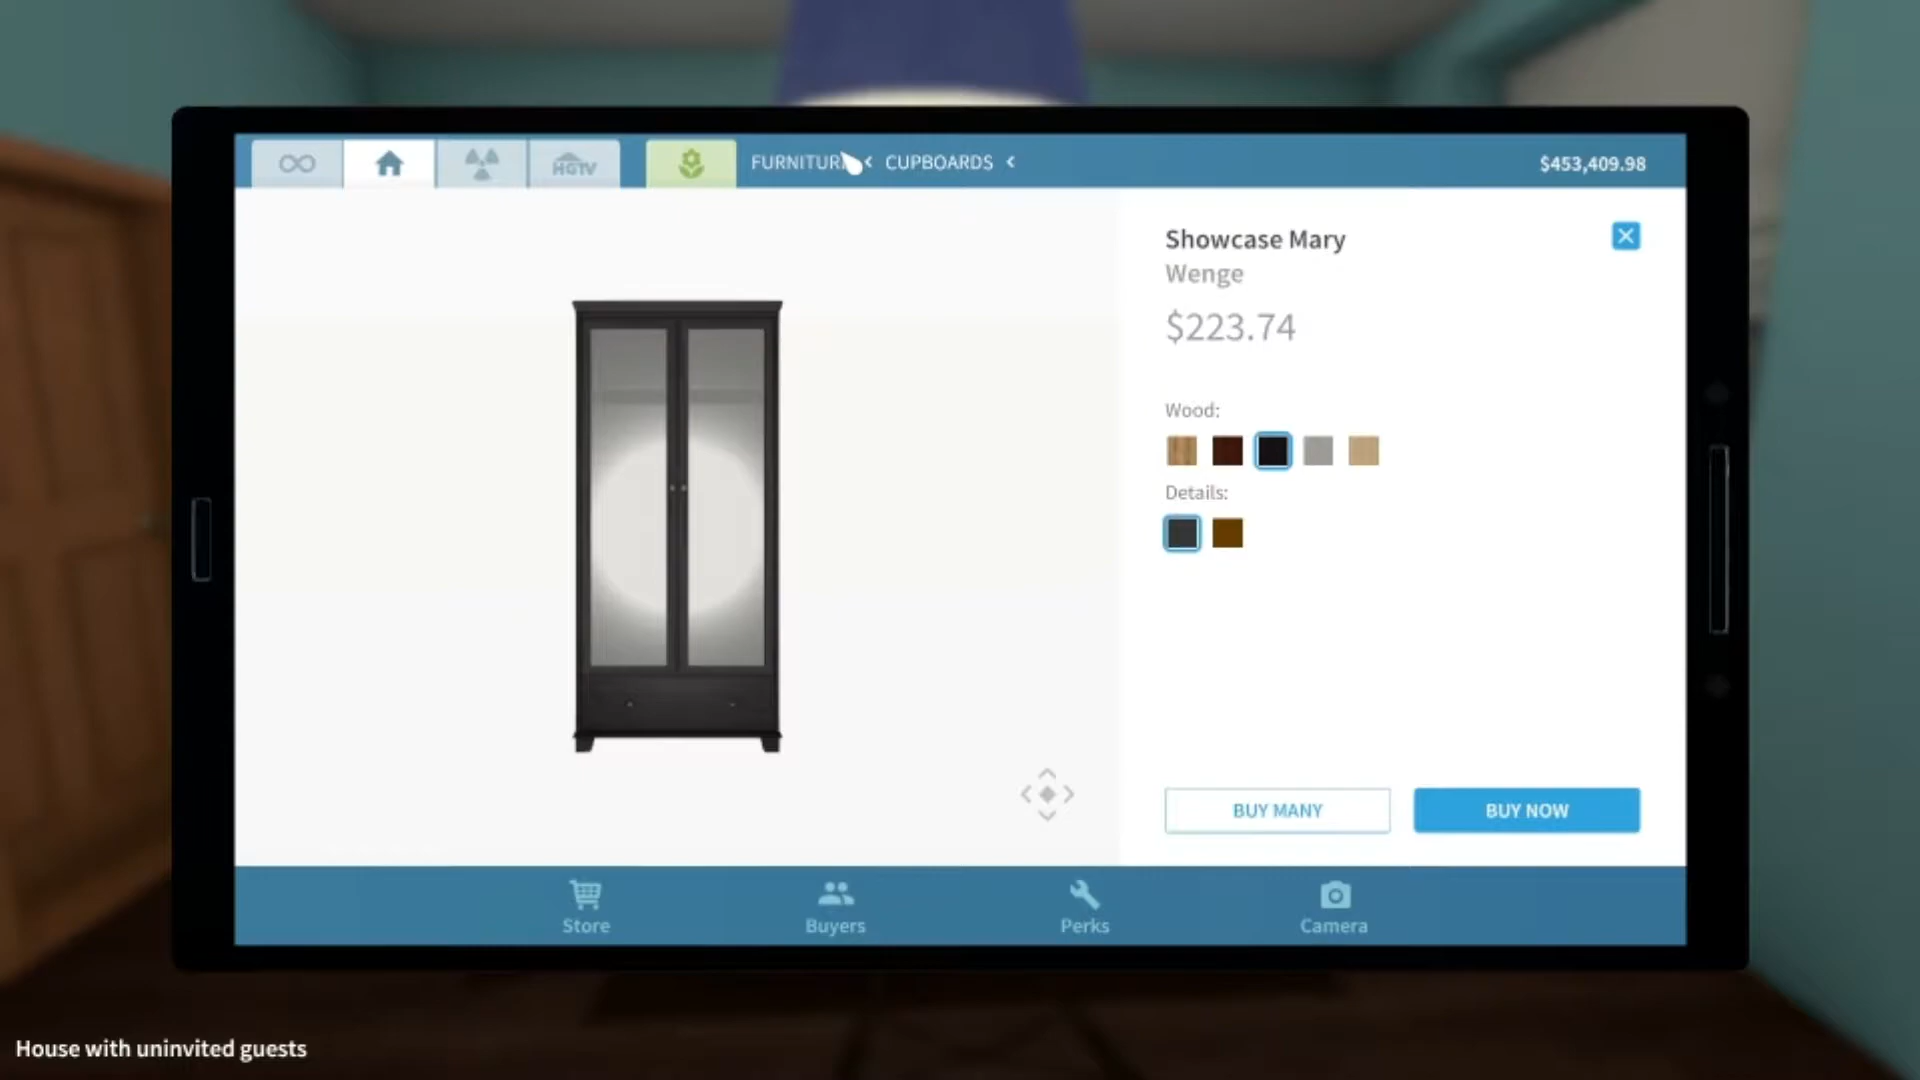 HGTV
FURNITUR < CUPBOARDS <
$453,409.98
Showcase Mary
Wenge
$223.74
Wood:
Details:
BUY MANY
BUY NOW
Store
Buyers
Perks
Camera
House with uninvited guests